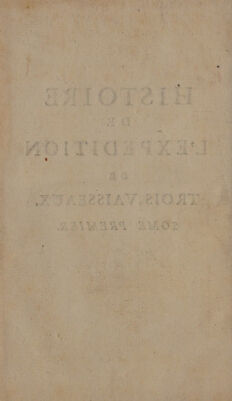 HISTOIRE
DE
L'EXPEDITION
DE
TROIS VAISSEAUX.
TOME PREMIER.